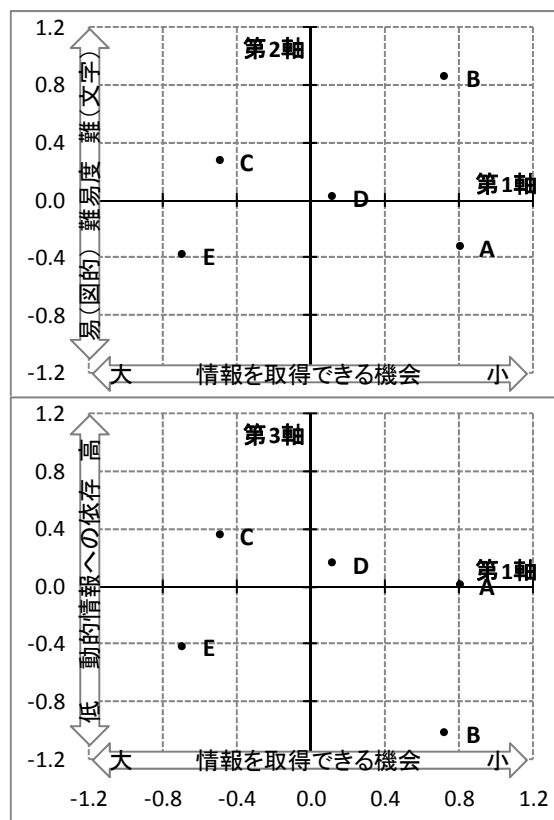 1.2
0.8
0.4
0.0
-0.4
-0.8
-1.2
易(図的) 難易度 難(文字)
第2軸
第1軸
B
C
D
A
E
大 情報を取得できる機会 小
1.2
0.8
0.4
0.0
-0.4
-0.8
-1.2
低 動的情報への依存 高
第3軸
第1軸
C
D
A
E
B
大 情報を取得できる機会 小
-1.2 -0.8 -0.4 0.0 0.4 0.8 1.2